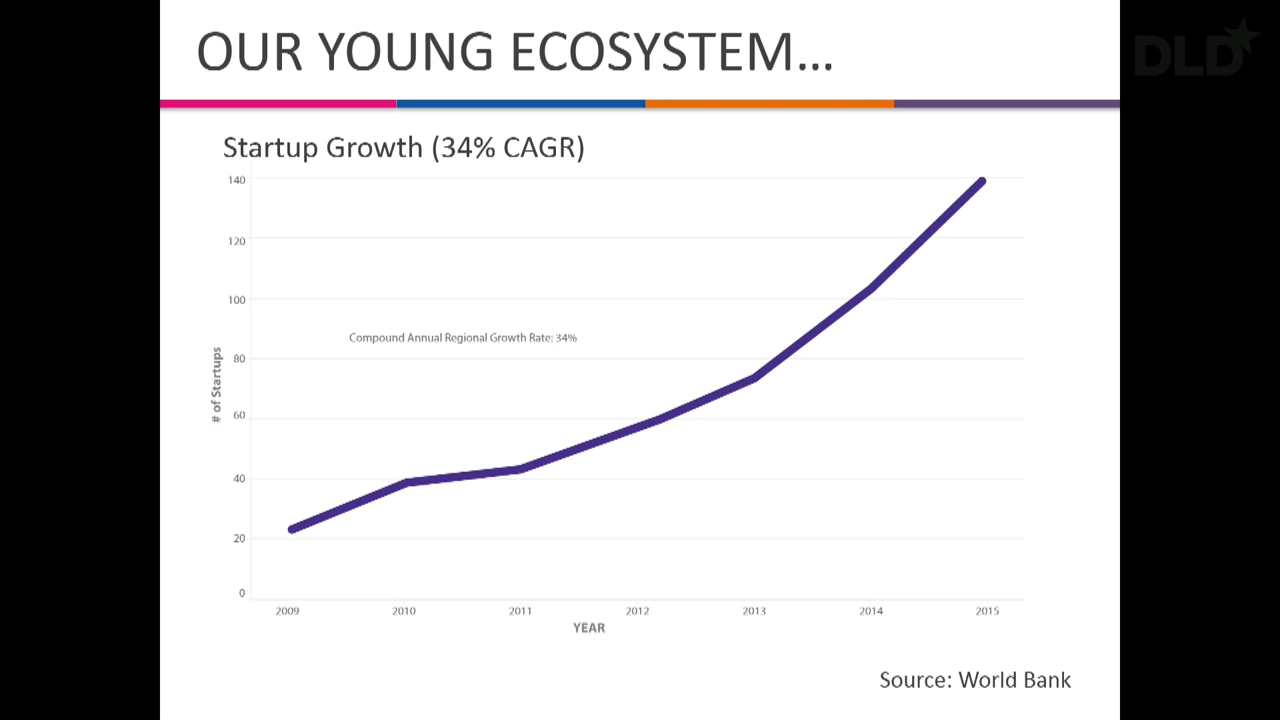 OUR YOUNG ECOSYSTEM...
DLD
Startup Growth (34% CAGR)
140
120
100
80
60
40
20
0
# of Startups
Compound Annual Regional Growth Rate: 34%
2009 2010 2011 2012 2013 2014 2015
YEAR
Source: World Bank